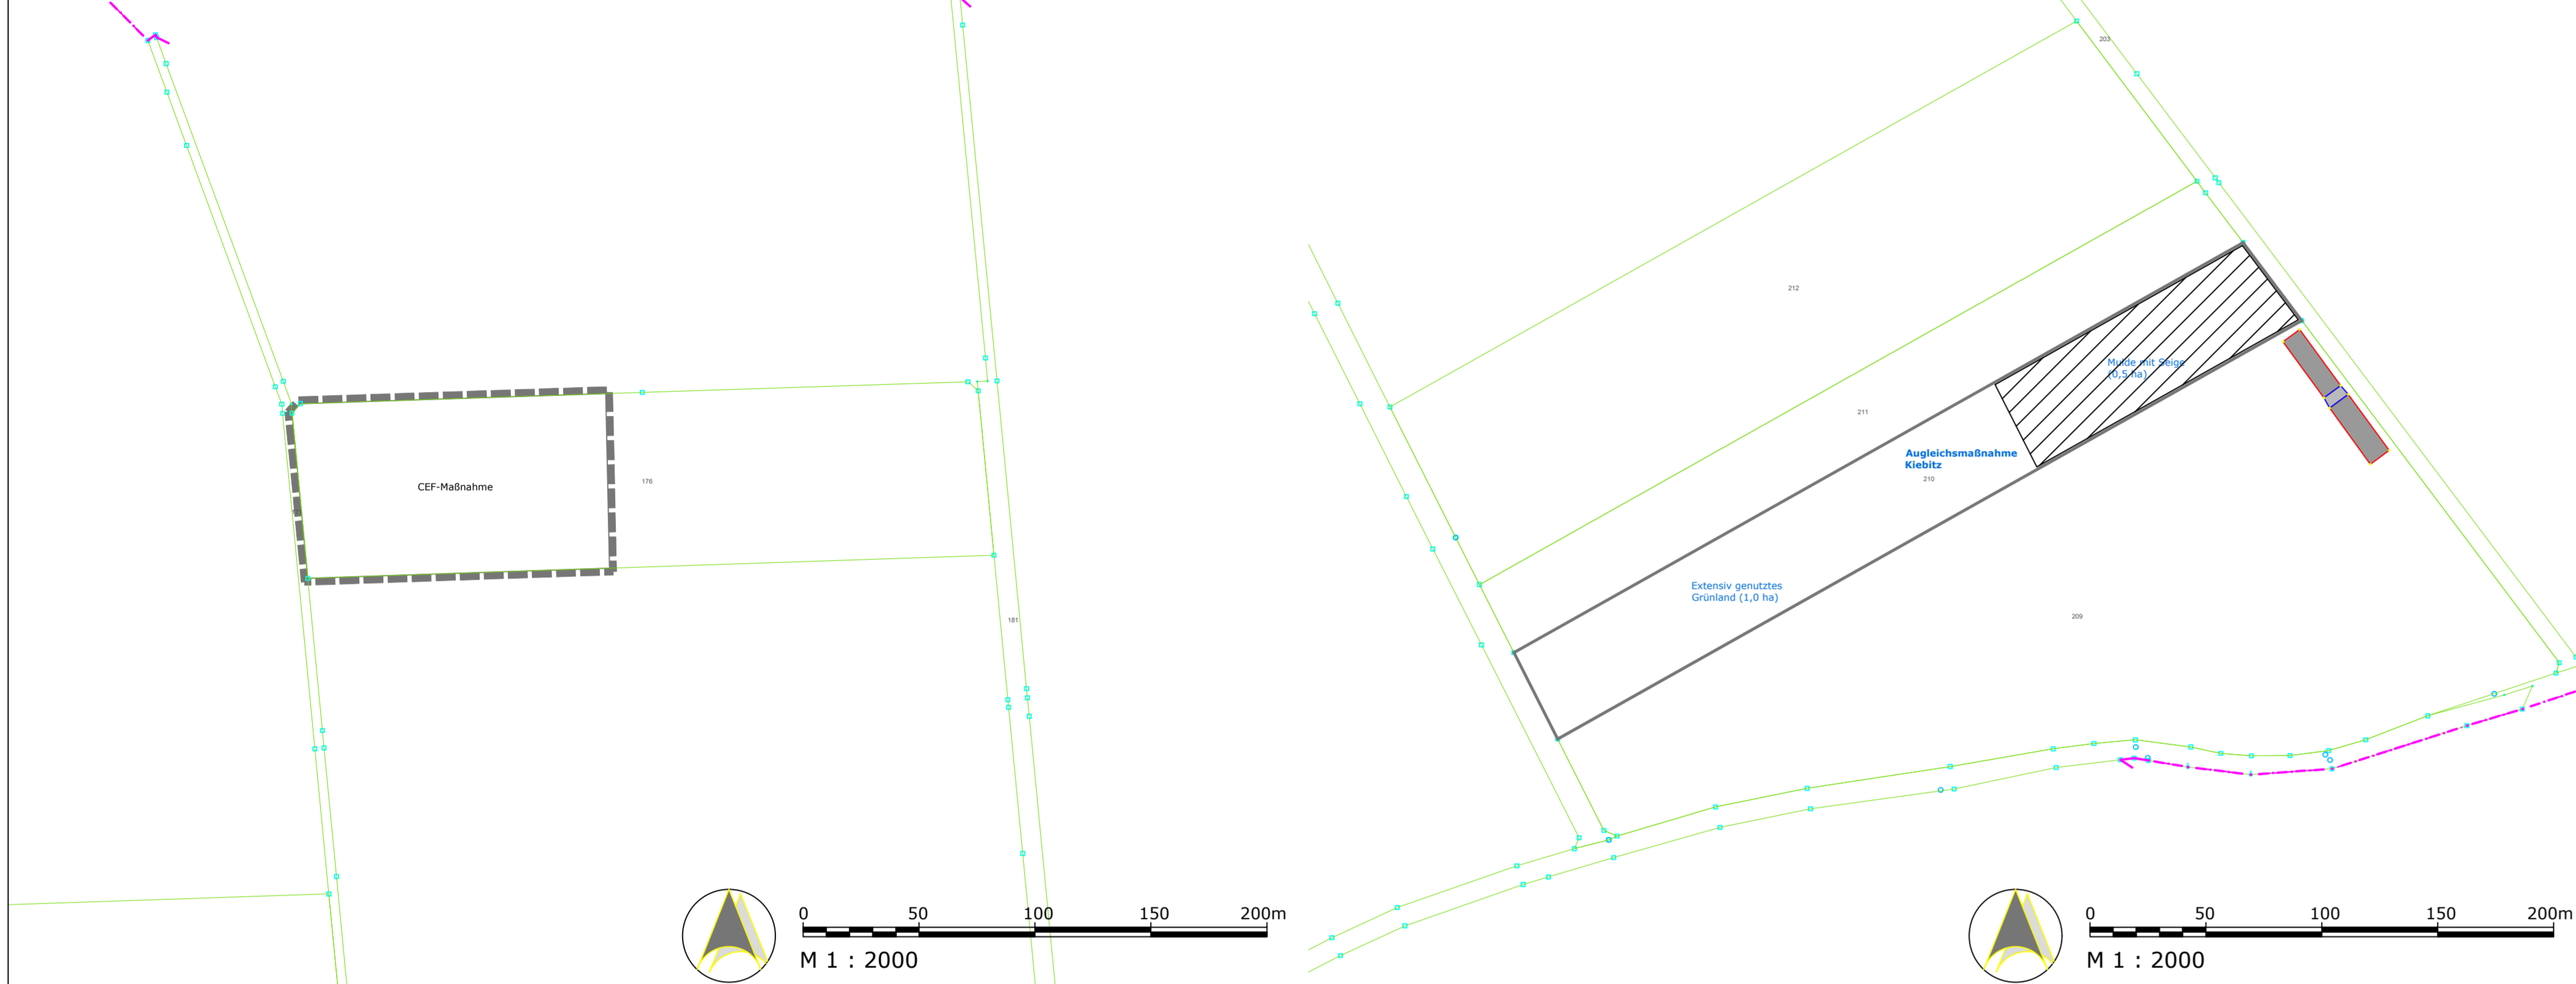 CEF-Maßnahme
176
181
0 50 100 150 200m
M 1 : 2000
203
212
Mulde mit Seige
(0,5 ha)
211
Augleichsmaßnahme
Kiebitz
210
Extensiv genutztes
Grünland (1,0 ha)
209
0 50 100 150 200m
M 1 : 2000